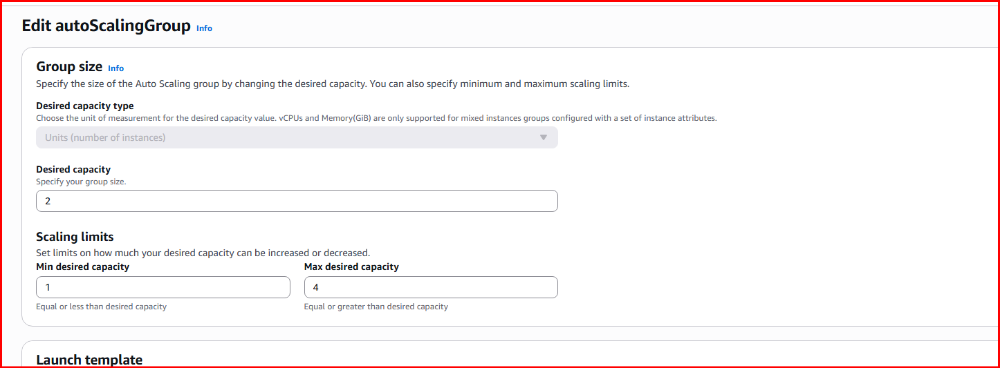 Edit autoScalingGroup Info
Group size Info
Specify the size of the Auto Scaling group by changing the desired capacity. You can also specify minimum and maximum scaling limits.
Desired capacity type
Choose the unit of measurement for the desired capacity value. vCPUs and Memory(GiB) are only supported for mixed instances groups configured with a set of instance attributes.
Units (number of instances)
Desired capacity
Specify your group size.
2
Scaling limits
Set limits on how much your desired capacity can be increased or decreased.
Min desired capacity
1
Equal or less than desired capacity
Max desired capacity
4
Equal or greater than desired capacity
Launch template